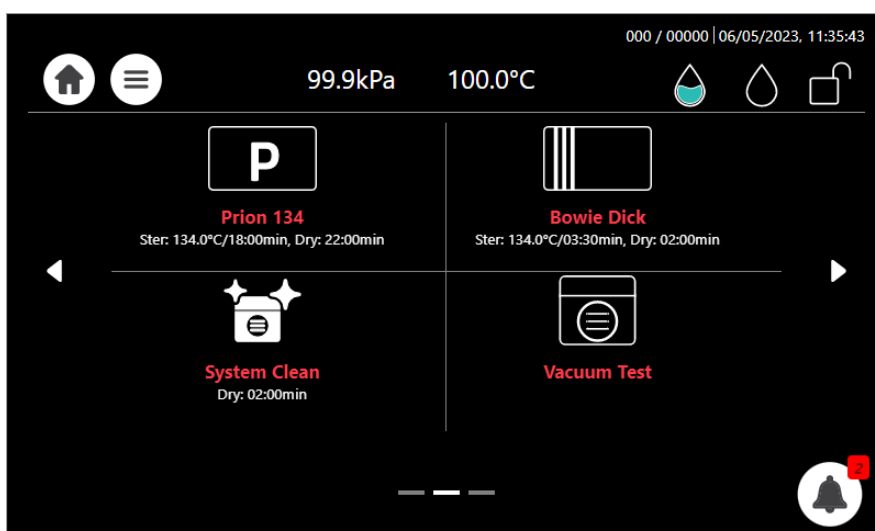 000 / 00000 | 06/05/2023, 11:35:43
99.9kPa 100.0°C
P
Prion 134
Ster: 134.0°C/18:00min, Dry: 22:00min
Bowie Dick
Ster: 134.0°C/03:30min, Dry: 02:00min
System Clean
Dry: 02:00min
Vacuum Test
2